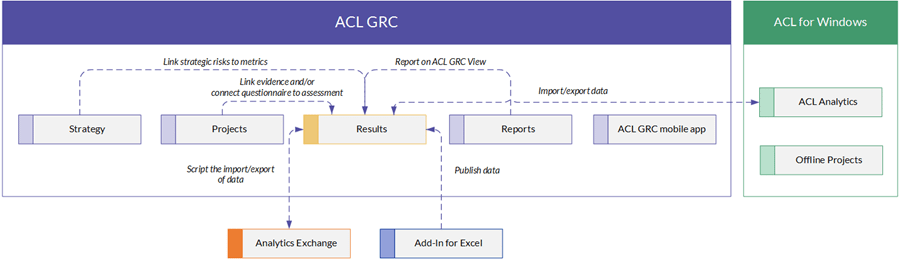 ACL GRC
ACL for Windows
Link strategic risks to metrics
Report on ACL GRC View
Link evidence and/or
connect questionnaire to assessment
Import/export data
ACL Analytics
Strategy
Projects
Results
Reports
ACL GRC mobile app
Offline Projects
Script the import/export
of data
Publish data
Analytics Exchange
Add-In for Excel